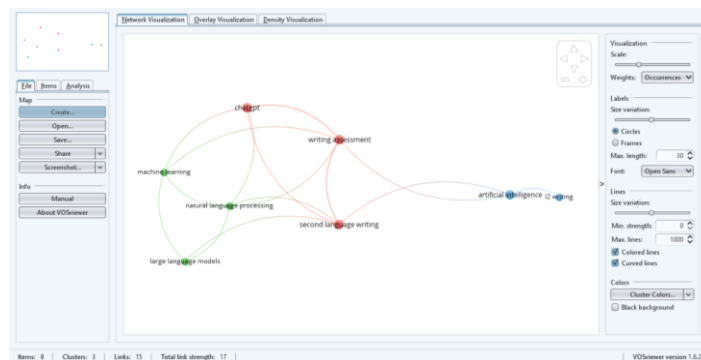 Network Visualization Overlay Visualization Density Visualization
File Items Analysis
Map
Create...
Open...
Save...
Share
Screenshot...
Info
Manual
About VOSviewer
chatgpt
writing assessment
machine learning
natural language processing
artificial intelligence l2 writing
second language writing
large language models
Visualization
Scale:
Weights: Occurrences
Labels
Size variation:
Circles
Frames
Max. length: 30
Font: Open Sans
Lines
Size variation:
Min. strength: 0
Max. lines: 1000
Colored lines
Curved lines
Colors
Cluster Colors...
Black background
Items: 8 Clusters: 3 Links: 15 Total link strength: 17 VOSviewer version 1.6.2